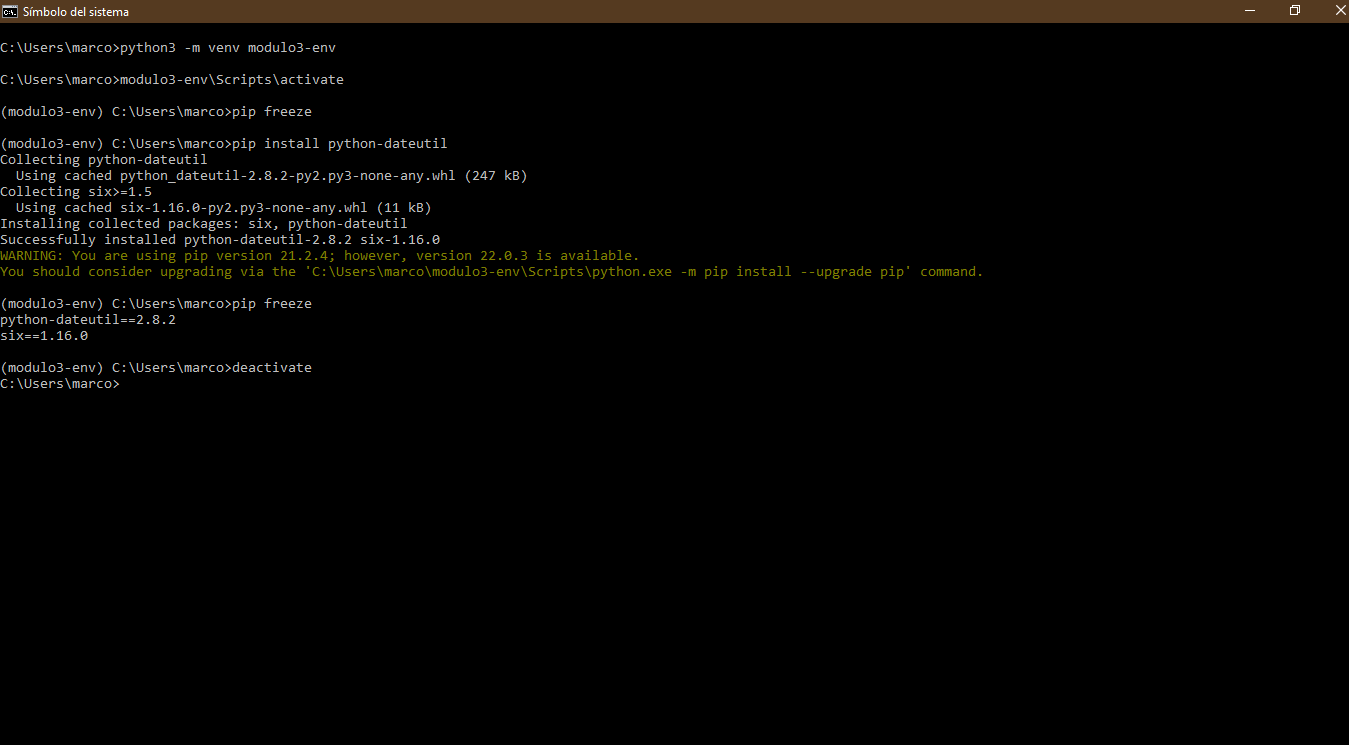 Símbolo del sistema
C:\Users\marco>python3 -m venv modulo3-env
C:\Users\marco>modulo3-env\Scripts\activate
(modulo3-env) C:\Users\marco>pip freeze
(modulo3-env) C:\Users\marco>pip install python-dateutil
Collecting python-dateutil
  Using cached python_dateutil-2.8.2-py2.py3-none-any.whl (247 kB)
Collecting six>=1.5
  Using cached six-1.16.0-py2.py3-none-any.whl (11 kB)
Installing collected packages: six, python-dateutil
Successfully installed python-dateutil-2.8.2 six-1.16.0
WARNING: You are using pip version 21.2.4; however, version 22.0.3 is available.
You should consider upgrading via the 'C:\Users\marco\modulo3-env\Scripts\python.exe -m pip install --upgrade pip' command.
(modulo3-env) C:\Users\marco>pip freeze
python-dateutil==2.8.2
six==1.16.0
(modulo3-env) C:\Users\marco>deactivate
C:\Users\marco>